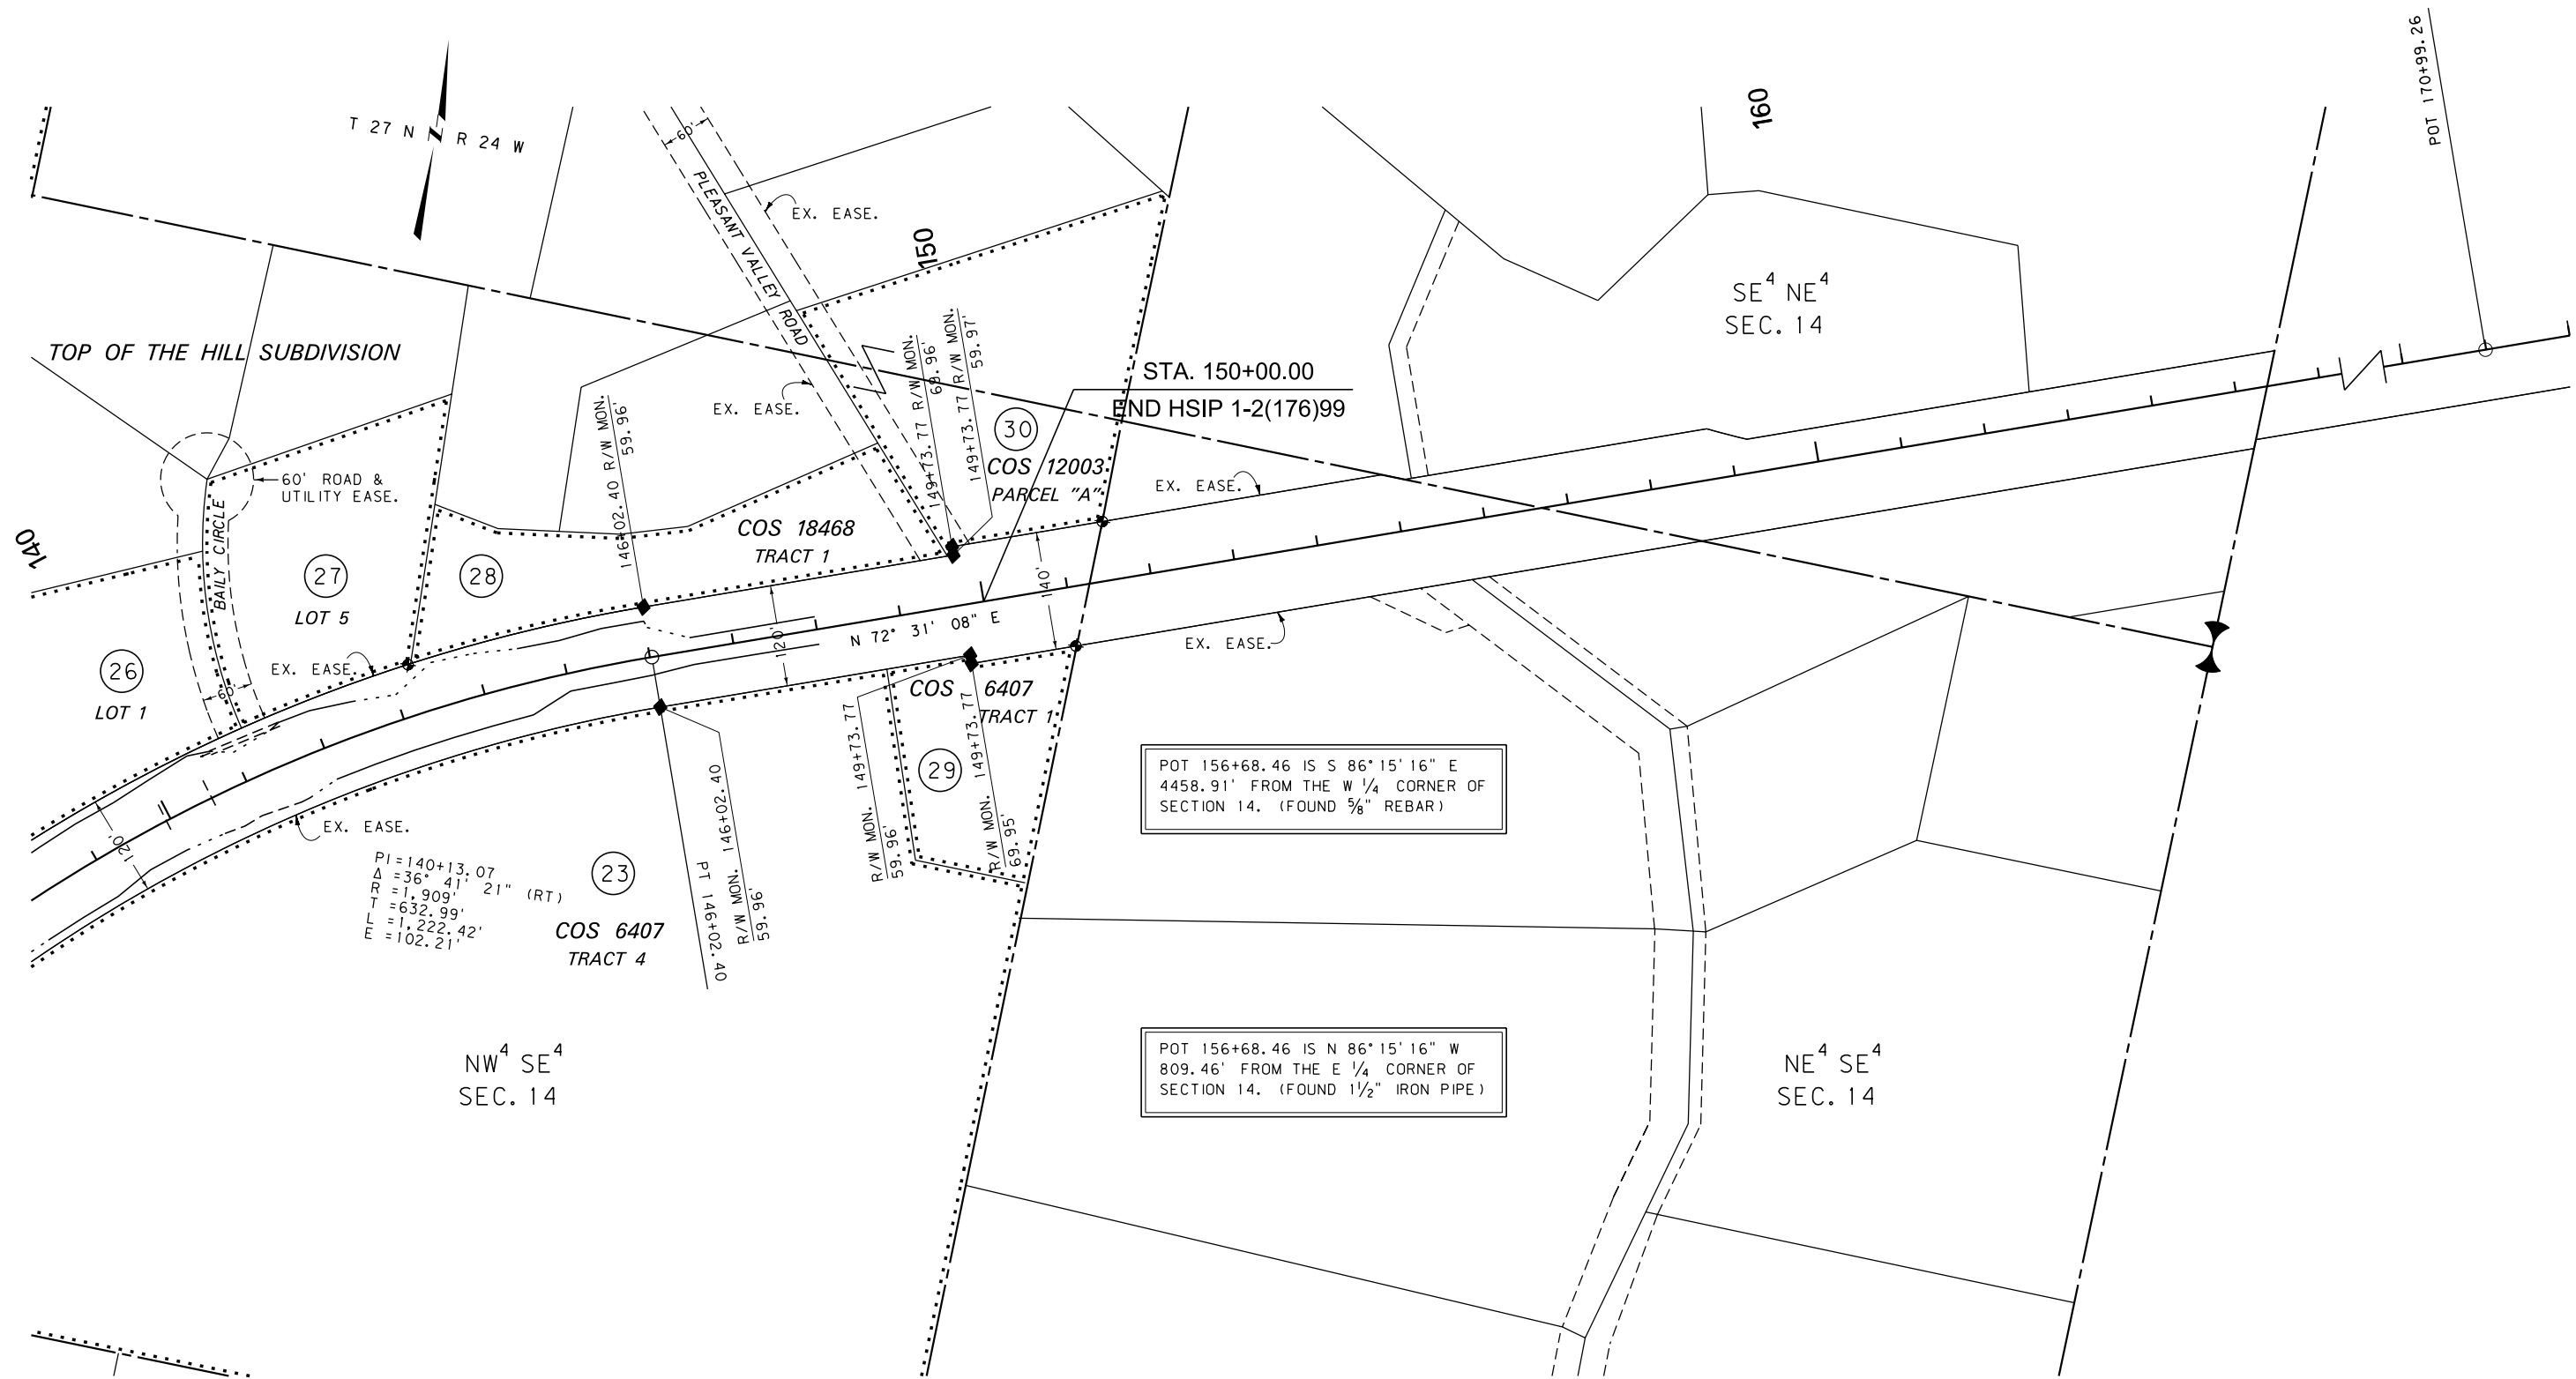 POT 170+99.26
160
T 27 N R 24 W
60'
PLEASANT VALLEY ROAD
EX. EASE.
150
SE⁴ NE⁴
SEC. 14
TOP OF THE HILL SUBDIVISION
EX. EASE.
146+02.40 R/W MON.
59.96'
149+73.77 R/W MON.
69.96'
149+73.77 R/W MON.
59.97'
STA. 150+00.00
END HSIP 1-2(176)99
30
COS 12003
PARCEL "A"
EX. EASE.
60' ROAD &
UTILITY EASE.
BAILY CIRCLE
140
COS 18468
TRACT 1
27
LOT 5
28
140'
120'
N 72° 31' 08" E
EX. EASE.
EX. EASE.
26
LOT 1
60'
COS 6407
TRACT 1
29
R/W MON. 149+73.77
59.96'
R/W MON. 149+73.77
69.95'
120'
EX. EASE.
PI=140+13.07
Δ =36° 41' 21" (RT)
R =1,909'
T =632.99'
L =1,222.42'
E =102.21'
23
COS 6407
TRACT 4
PT 146+02.40
R/W MON. 146+02.40
59.96'
POT 156+68.46 IS S 86°15'16" E
4458.91' FROM THE W 1/4 CORNER OF
SECTION 14. (FOUND 5/8" REBAR)
POT 156+68.46 IS N 86°15'16" W
809.46' FROM THE E 1/4 CORNER OF
SECTION 14. (FOUND 1 1/2" IRON PIPE)
NW⁴ SE⁴
SEC. 14
NE⁴ SE⁴
SEC. 14